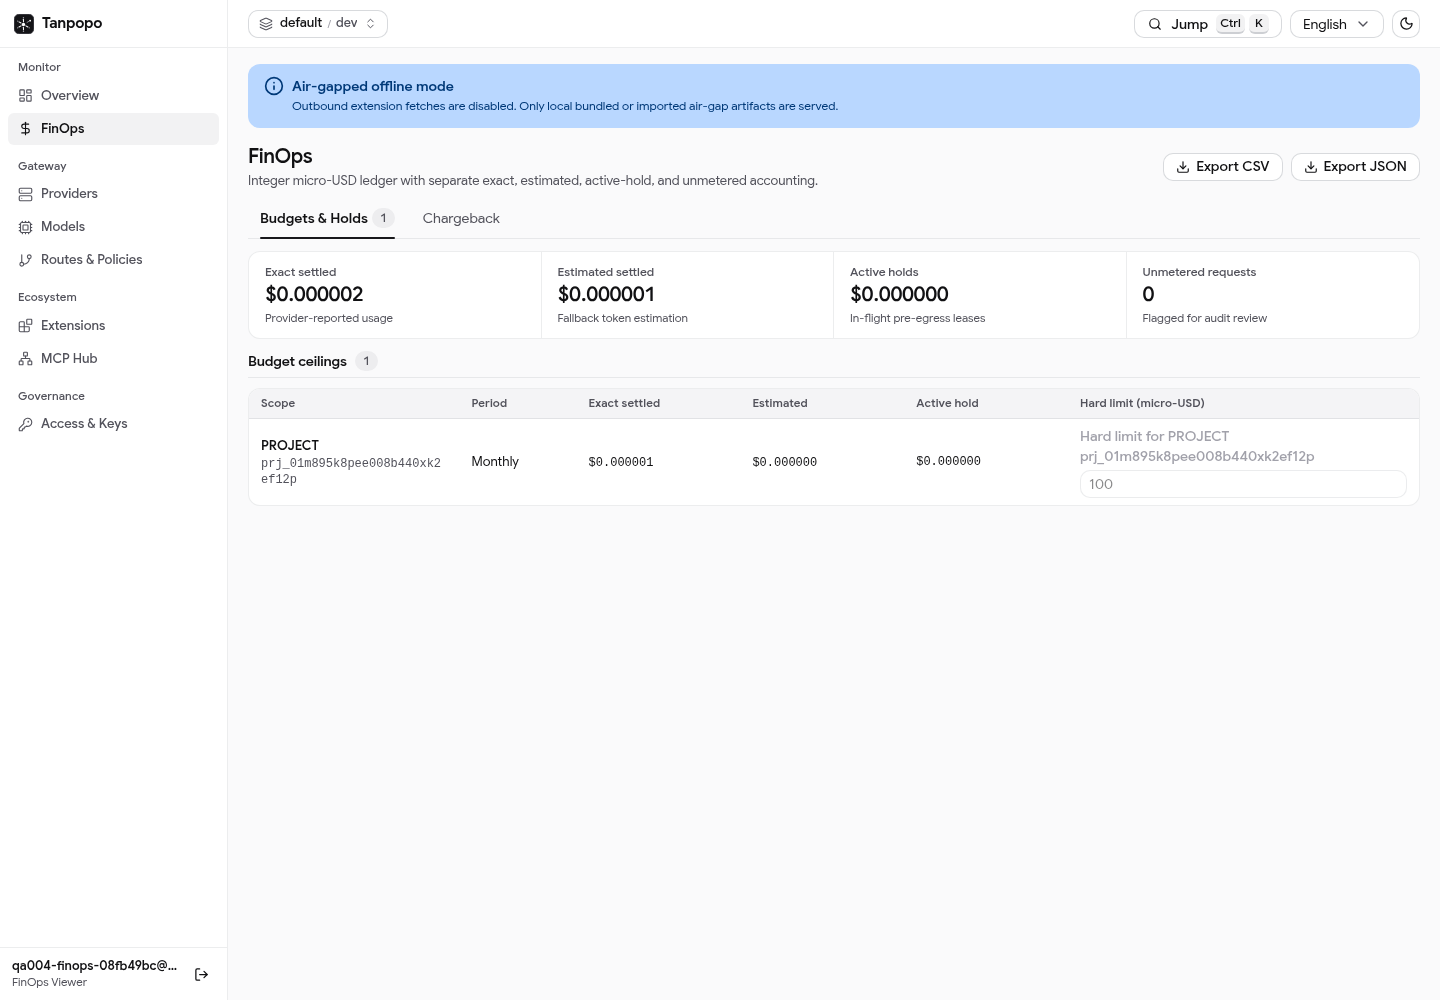 Tanpopo
default / dev
Jump Ctrl K
English
Monitor
Overview
FinOps
Gateway
Providers
Models
Routes & Policies
Ecosystem
Extensions
MCP Hub
Governance
Access & Keys
qa004-finops-08fb49bc@...
FinOps Viewer
Air-gapped offline mode
Outbound extension fetches are disabled. Only local bundled or imported air-gap artifacts are served.
FinOps
Integer micro-USD ledger with separate exact, estimated, active-hold, and unmetered accounting.
Export CSV
Export JSON
Budgets & Holds 1
Chargeback
Exact settled
$0.000002
Provider-reported usage
Estimated settled
$0.000001
Fallback token estimation
Active holds
$0.000000
In-flight pre-egress leases
Unmetered requests
0
Flagged for audit review
Budget ceilings 1
Scope Period Exact settled Estimated Active hold Hard limit (micro-USD)
PROJECT
prj_01m895k8pee008b440xk2
ef12p
Monthly
$0.000001
$0.000000
$0.000000
Hard limit for PROJECT
prj_01m895k8pee008b440xk2ef12p
100